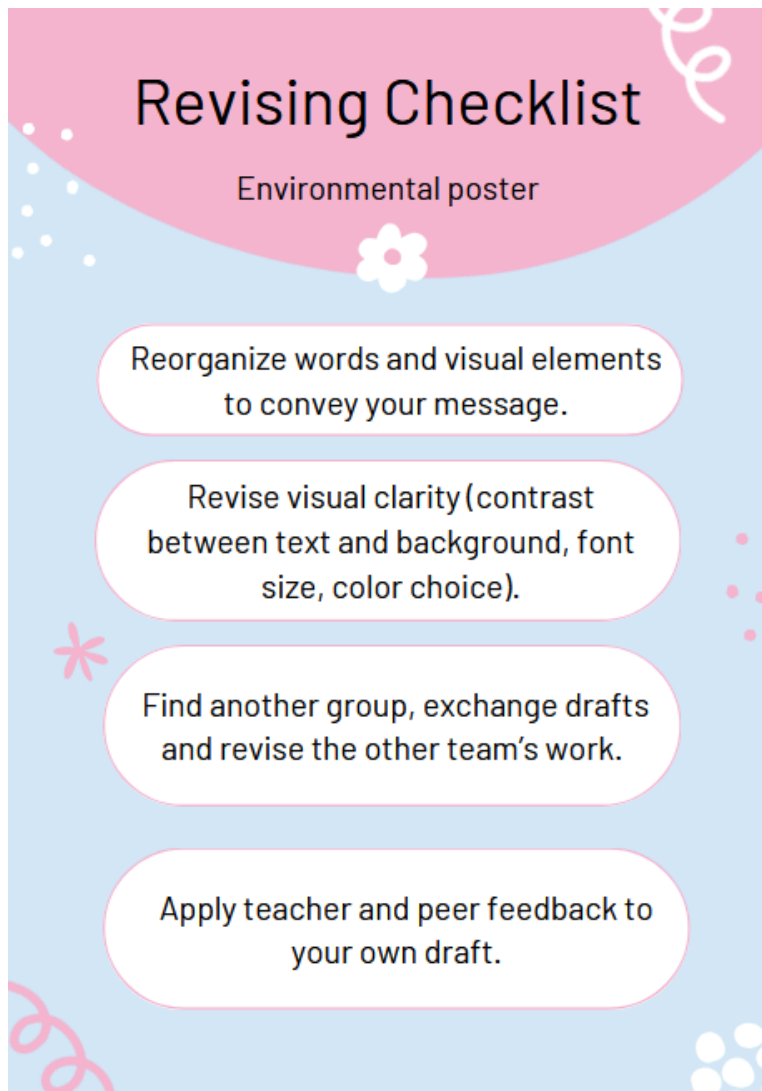 Revising Checklist
Environmental poster
Reorganize words and visual elements
to convey your message.
Revise visual clarity (contrast
between text and background, font
size, color choice).
Find another group, exchange drafts
and revise the other team’s work.
Apply teacher and peer feedback to
your own draft.